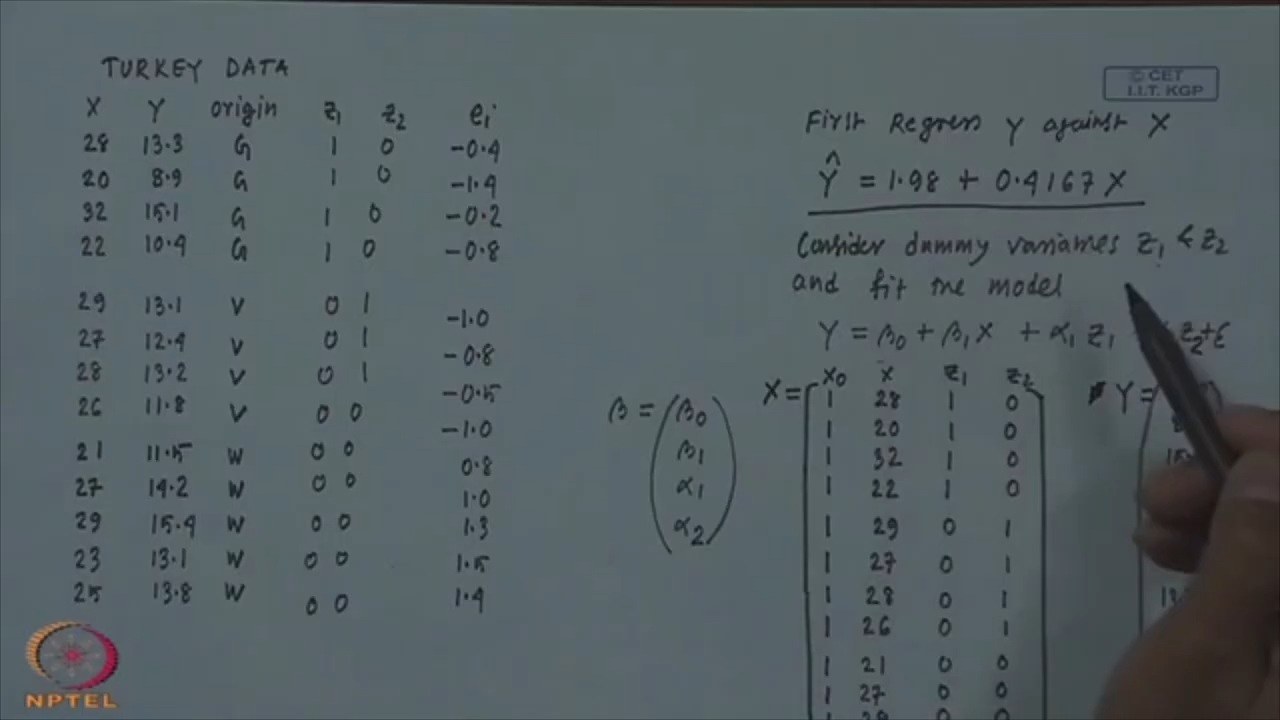 TURKEY DATA
X Y origin z1 z2 ei
28 13.3 G 1 0 -0.4
20 8.9 G 1 0 -1.4
32 15.1 G 1 0 -0.2
22 10.4 G 1 0 -0.8
29 13.1 V 0 1 -1.0
27 12.4 V 0 1 -0.8
28 13.2 V 0 1 -0.5
26 11.8 V 0 0 -1.0
21 11.5 W 0 0 0.8
27 14.2 W 0 0 1.0
29 15.4 W 0 0 1.3
23 13.1 W 0 0 1.5
25 13.8 W 0 0 1.4
© CET
I.I.T. KGP
First Regress Y against X
Ŷ = 1.98 + 0.4167 X
Consider dummy variables z1 & z2
and fit the model
Y = β0 + β1 X + α1 z1 z2 + ε
β = (β0
β1
α1
α2)
X = x0 x z1 z2
1 28 1 0
1 20 1 0
1 32 1 0
1 22 1 0
1 29 0 1
1 27 0 1
1 28 0 1
1 26 0 1
1 21 0 0
1 27 0 0
1 29 0 0
Y =
NPTEL